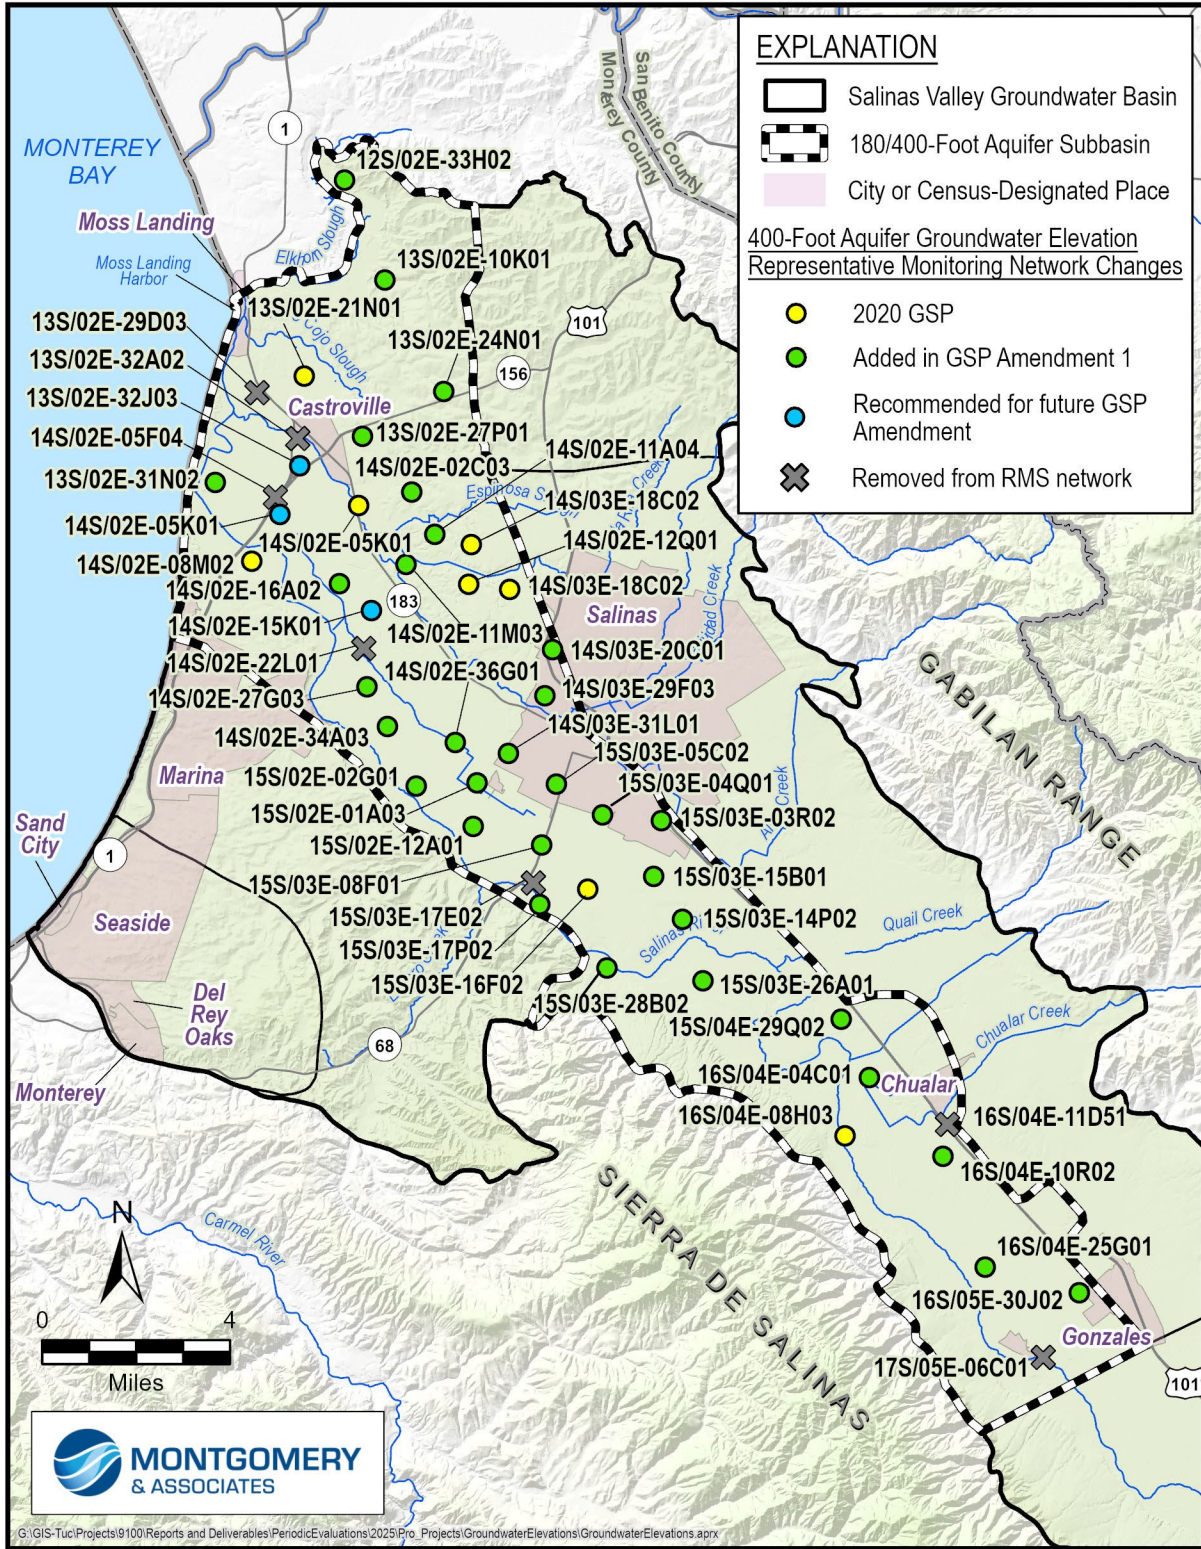 EXPLANATION
Salinas Valley Groundwater Basin
180/400-Foot Aquifer Subbasin
City or Census-Designated Place
400-Foot Aquifer Groundwater Elevation
Representative Monitoring Network Changes
2020 GSP
Added in GSP Amendment 1
Recommended for future GSP
Amendment
Removed from RMS network
San Benito County
Monterey County
1
MONTEREY
BAY
12S/02E-33H02
Moss Landing
Elkhorn Slough
Moss Landing
Harbor
13S/02E-10K01
13S/02E-21N01
101
13S/02E-29D03
Cojo Slough
13S/02E-24N01
13S/02E-32A02
156
13S/02E-32J03
Castroville
14S/02E-05F04
13S/02E-27P01
14S/02E-11A04
13S/02E-31N02
14S/02E-02C03
Espinosa Slough
14S/03E-18C02
14S/02E-05K01
14S/02E-05K01
14S/02E-12Q01
14S/02E-08M02
14S/02E-16A02
14S/03E-18C02
183
Salinas
14S/02E-15K01
14S/02E-11M03
14S/03E-20C01
14S/02E-22L01
14S/02E-36G01
14S/02E-27G03
14S/03E-29F03
14S/03E-31L01
14S/02E-34A03
15S/03E-05C02
Marina
15S/02E-02G01
15S/03E-04Q01
15S/02E-01A03
15S/03E-03R02
Sand
City
1
15S/02E-12A01
15S/03E-08F01
15S/03E-15B01
15S/03E-17E02
15S/03E-14P02
Seaside
15S/03E-17P02
Salinas River
Quail Creek
15S/03E-16F02
15S/03E-26A01
15S/03E-28B02
Del
Rey
Oaks
15S/04E-29Q02
68
Chualar Creek
Monterey
16S/04E-04C01
Chualar
16S/04E-08H03
16S/04E-11D51
16S/04E-10R02
GABILAN RANGE
SIERRA DE SALINAS
N
Carmel River
16S/04E-25G01
16S/05E-30J02
Gonzales
17S/05E-06C01
101
0 4
Miles
MONTGOMERY
& ASSOCIATES
G:\GIS-Tuc\Projects\9100\Reports and Deliverables\PeriodicEvaluations\2025\Pro_Projects\GroundwaterElevations\GroundwaterElevations.aprx